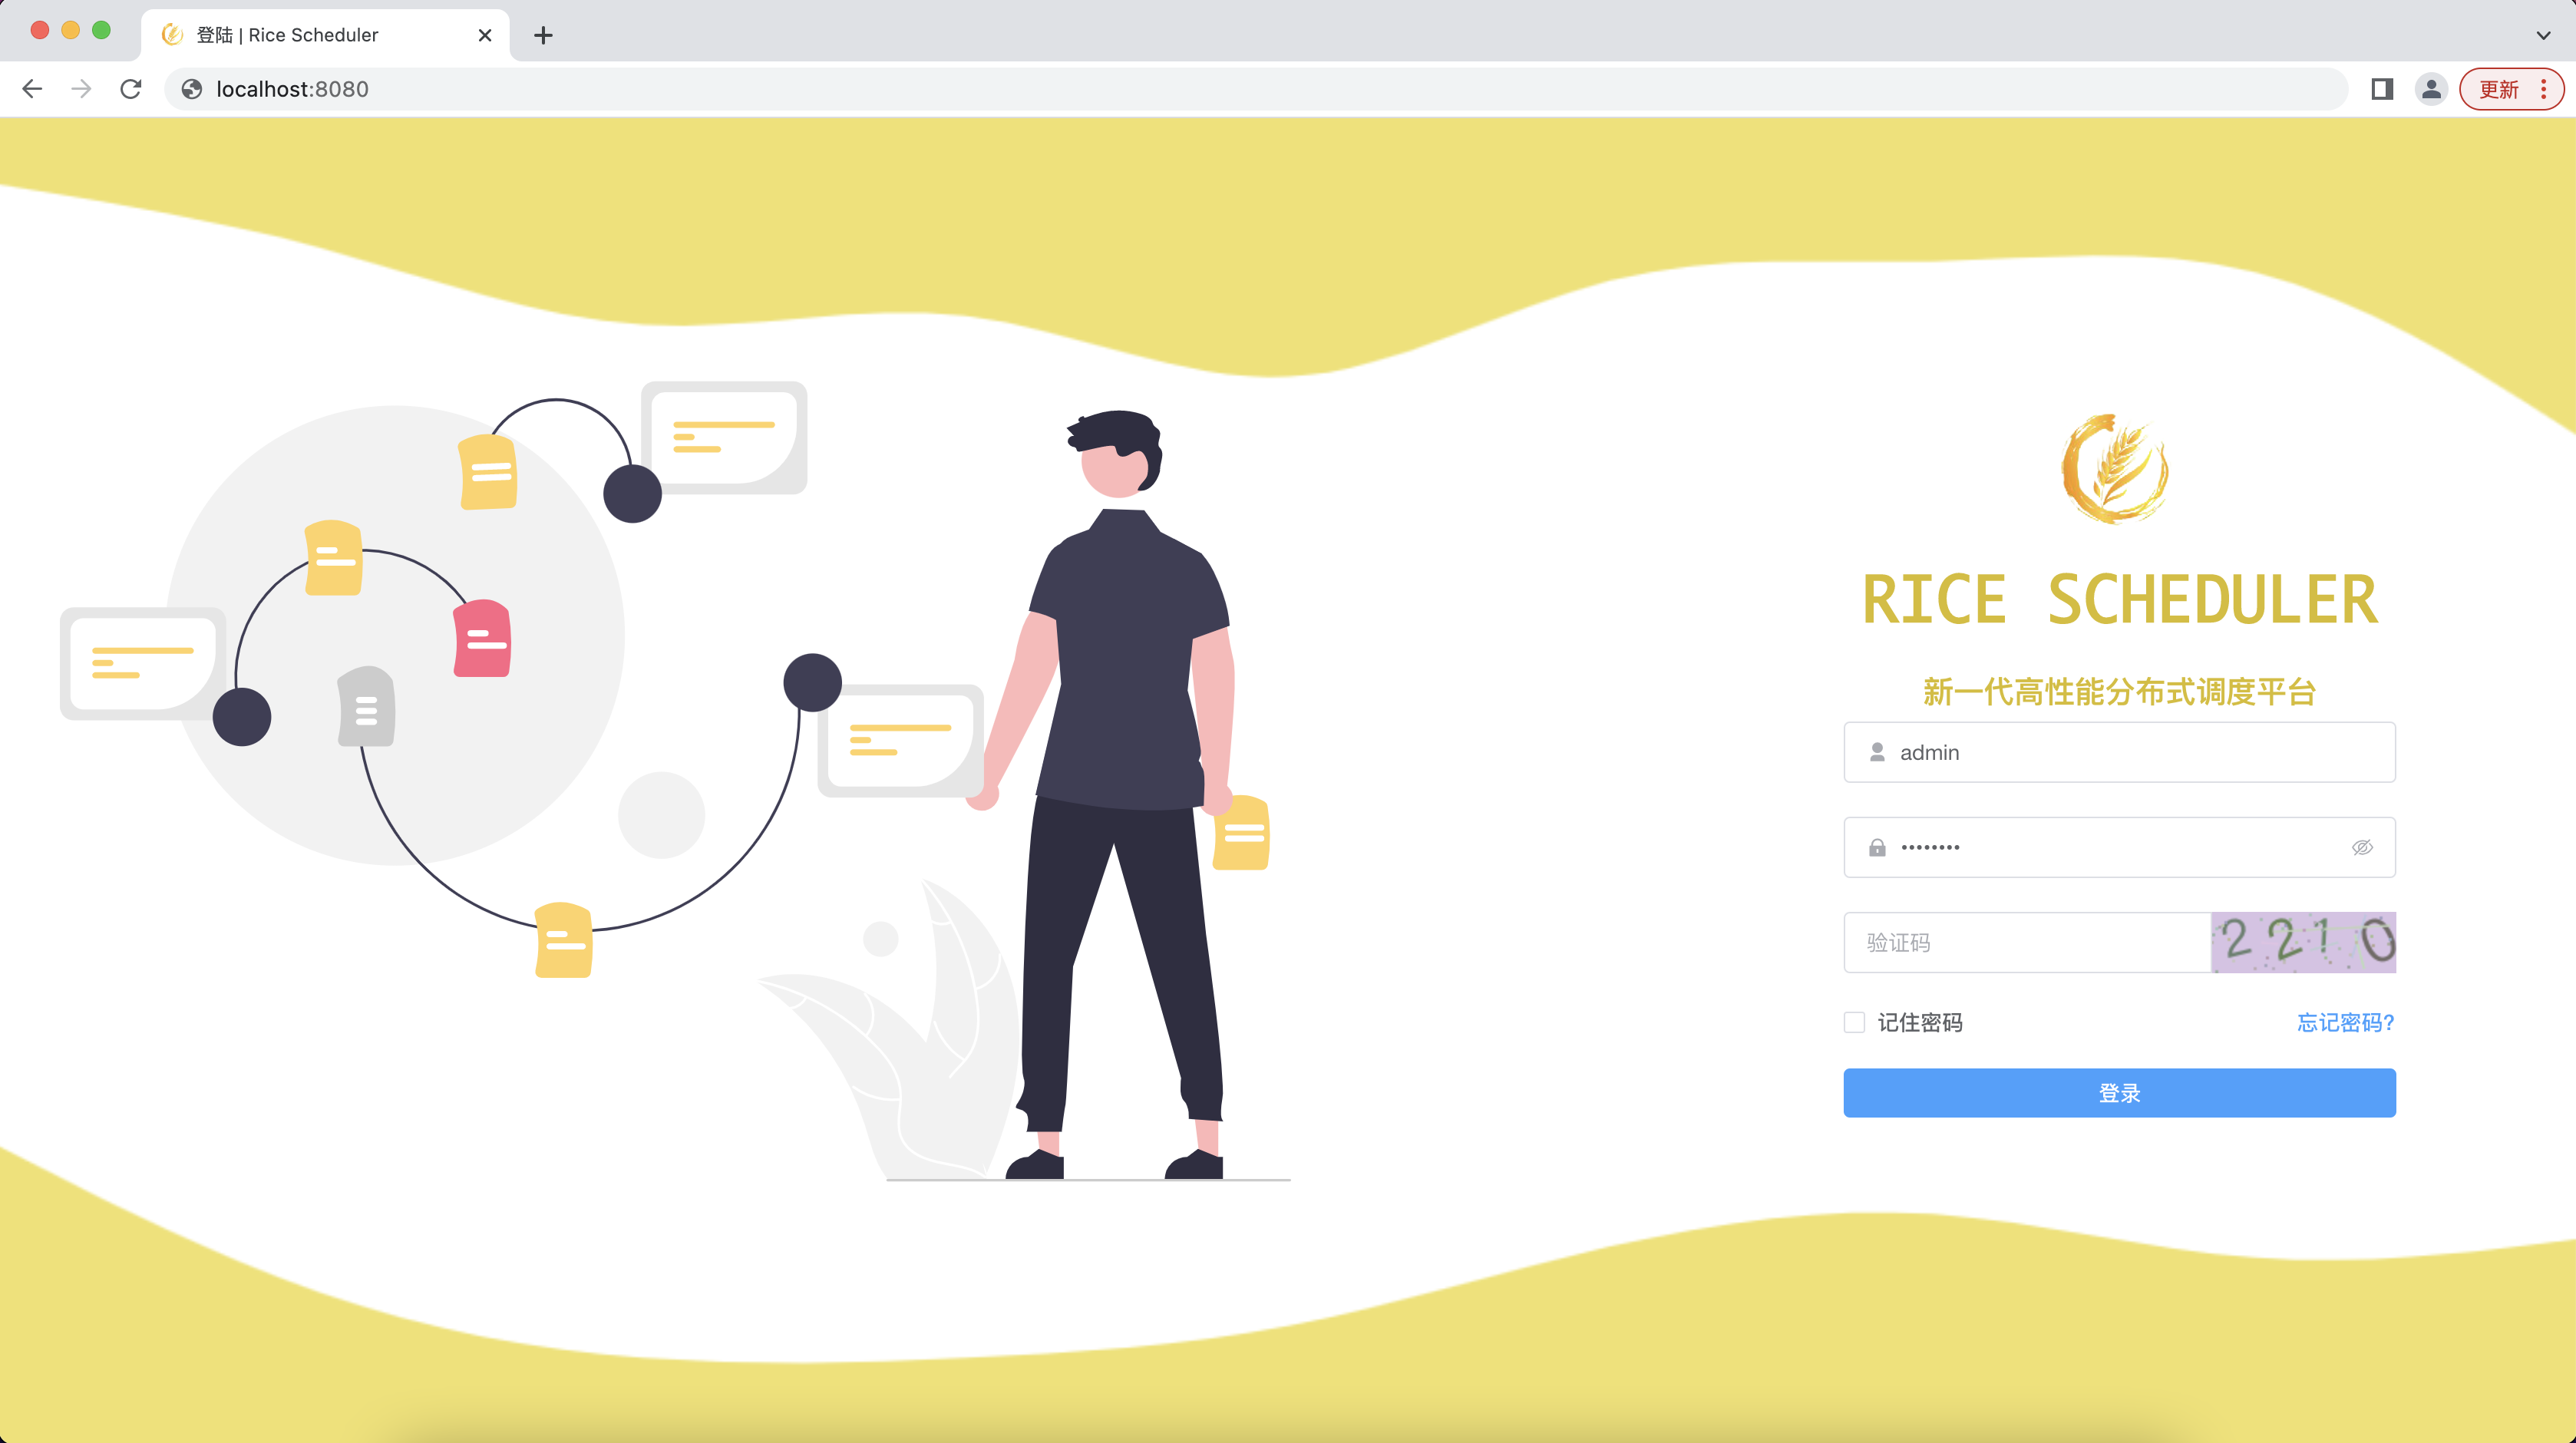 登陆 | Rice Scheduler
localhost:8080
更新
RICE SCHEDULER
新一代高性能分布式调度平台
admin
••••••••
验证码
2210
记住密码
忘记密码?
登录